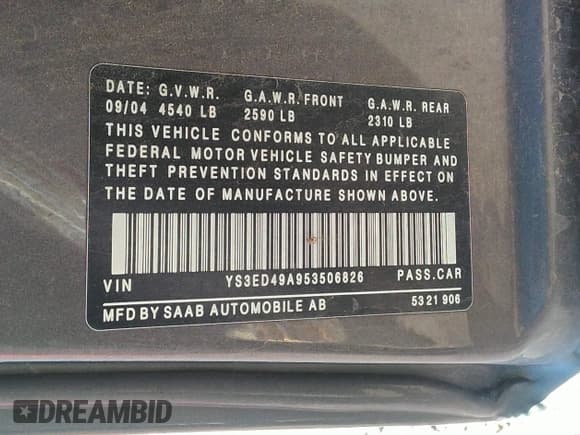 DATE: G.V.W.R. G.A.W.R. FRONT G.A.W.R. REAR
09/04 4540 LB 2590 LB 2310 LB
THIS VEHICLE CONFORMS TO ALL APPLICABLE
FEDERAL MOTOR VEHICLE SAFETY BUMPER AND
THEFT PREVENTION STANDARDS IN EFFECT ON
THE DATE OF MANUFACTURE SHOWN ABOVE.
VIN YS3ED49A953506826 PASS.CAR
MFD BY SAAB AUTOMOBILE AB 5321906
DREAMBID